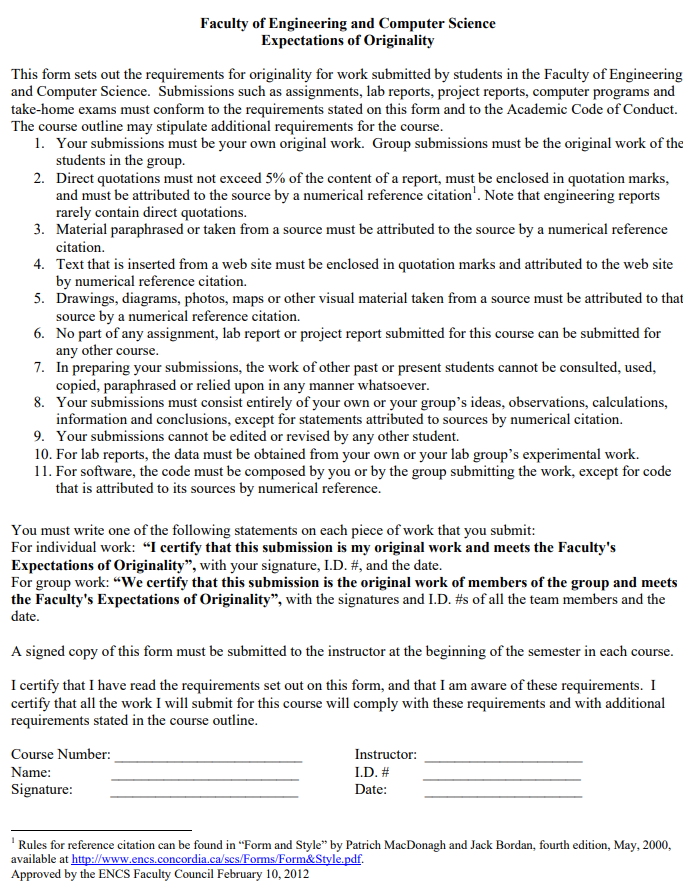 Faculty of Engineering and Computer Science
Expectations of Originality
This form sets out the requirements for originality for work submitted by students in the Faculty of Engineering
and Computer Science. Submissions such as assignments, lab reports, project reports, computer programs and
take-home exams must conform to the requirements stated on this form and to the Academic Code of Conduct.
The course outline may stipulate additional requirements for the course.
1. Your submissions must be your own original work. Group submissions must be the original work of the
students in the group.
2. Direct quotations must not exceed 5% of the content of a report, must be enclosed in quotation marks,
and must be attributed to the source by a numerical reference citation¹. Note that engineering reports
rarely contain direct quotations.
3. Material paraphrased or taken from a source must be attributed to the source by a numerical reference
citation.
4. Text that is inserted from a web site must be enclosed in quotation marks and attributed to the web site
by numerical reference citation.
5. Drawings, diagrams, photos, maps or other visual material taken from a source must be attributed to that
source by a numerical reference citation.
6. No part of any assignment, lab report or project report submitted for this course can be submitted for
any other course.
7. In preparing your submissions, the work of other past or present students cannot be consulted, used,
copied, paraphrased or relied upon in any manner whatsoever.
8. Your submissions must consist entirely of your own or your group's ideas, observations, calculations,
information and conclusions, except for statements attributed to sources by numerical citation.
9. Your submissions cannot be edited or revised by any other student.
10. For lab reports, the data must be obtained from your own or your lab group's experimental work.
11. For software, the code must be composed by you or by the group submitting the work, except for code
that is attributed to its sources by numerical reference.
You must write one of the following statements on each piece of work that you submit:
For individual work: “I certify that this submission is my original work and meets the Faculty's
Expectations of Originality”, with your signature, I.D. #, and the date.
For group work: “We certify that this submission is the original work of members of the group and meets
the Faculty's Expectations of Originality”, with the signatures and I.D. #s of all the team members and the
date.
A signed copy of this form must be submitted to the instructor at the beginning of the semester in each course.
I certify that I have read the requirements set out on this form, and that I am aware of these requirements. I
certify that all the work I will submit for this course will comply with these requirements and with additional
requirements stated in the course outline.
Course Number: ________________________ Instructor: ____________________
Name: ________________________ I.D. # ____________________
Signature: ________________________ Date: ____________________
¹ Rules for reference citation can be found in “Form and Style” by Patrich MacDonagh and Jack Bordan, fourth edition, May, 2000,
available at http://www.encs.concordia.ca/scs/Forms/Form&Style.pdf.
Approved by the ENCS Faculty Council February 10, 2012